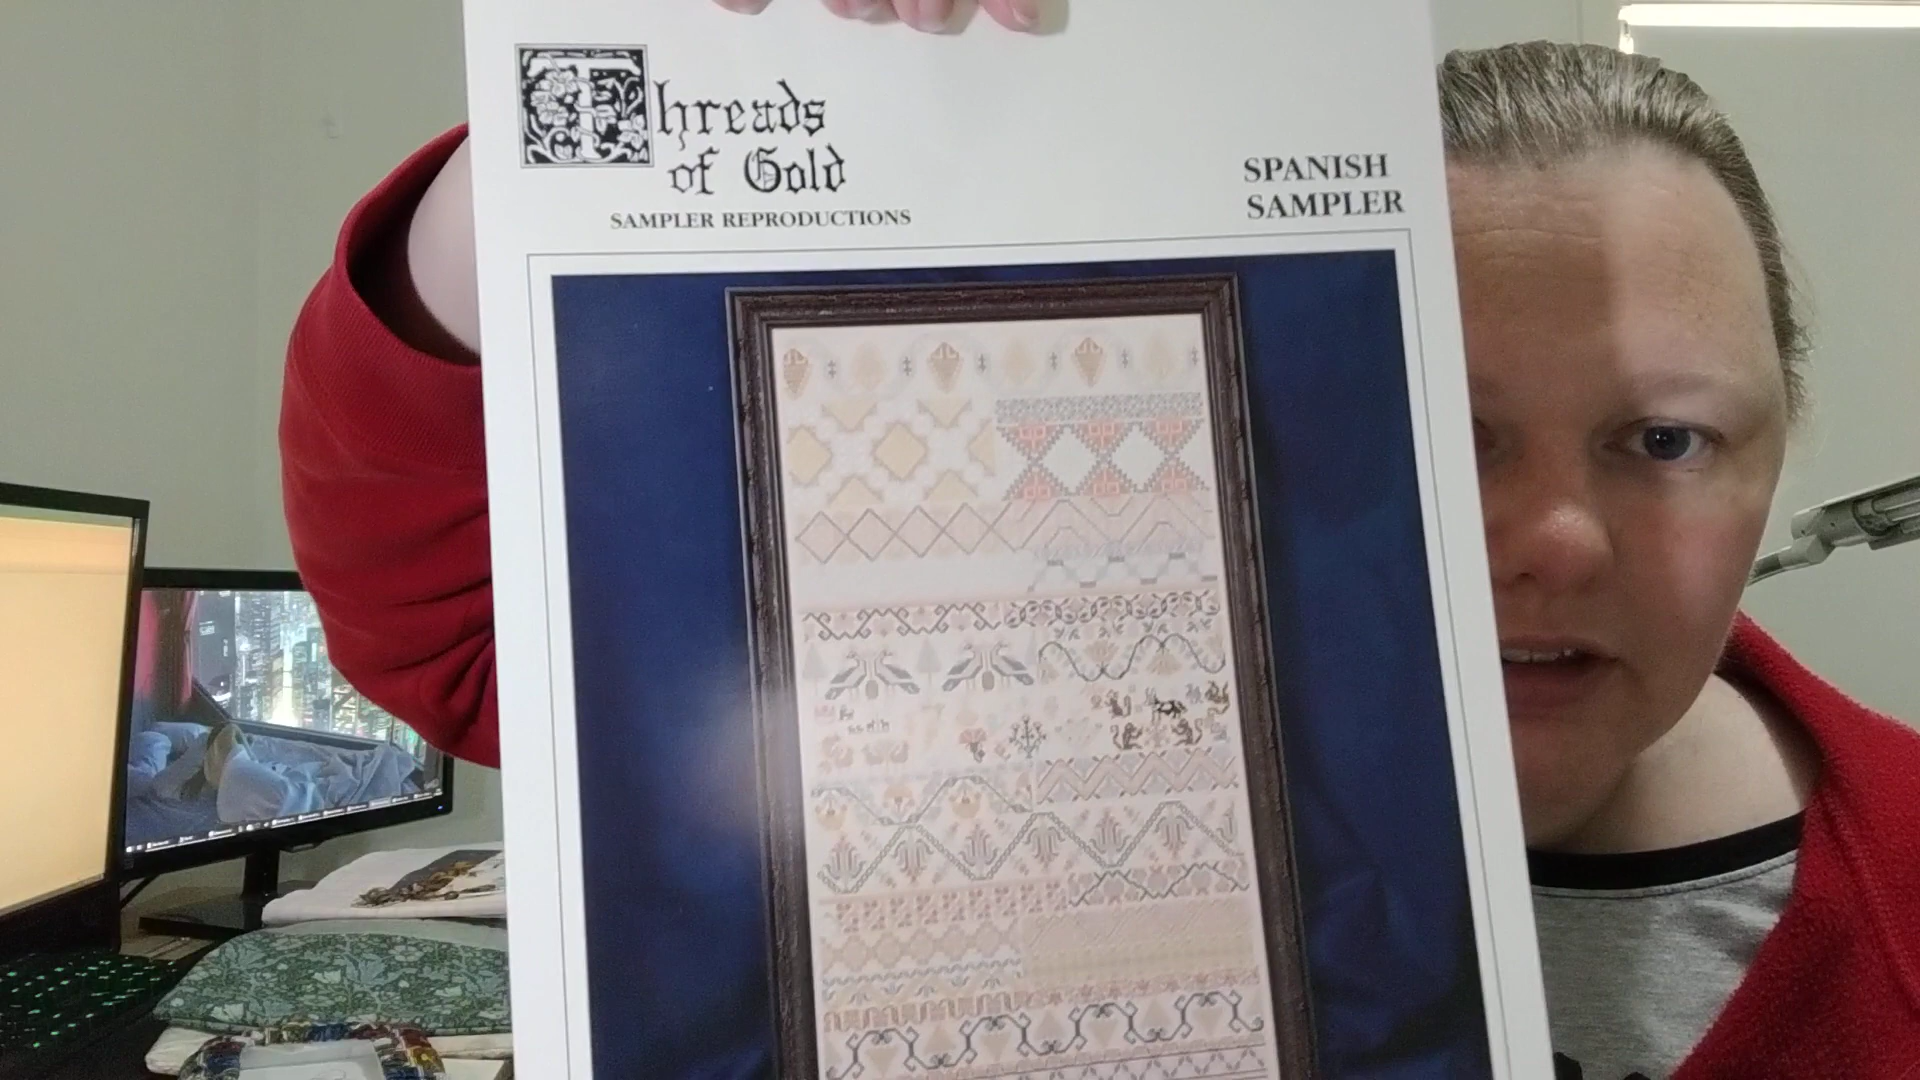 Threads
of Gold
SAMPLER REPRODUCTIONS
SPANISH
SAMPLER